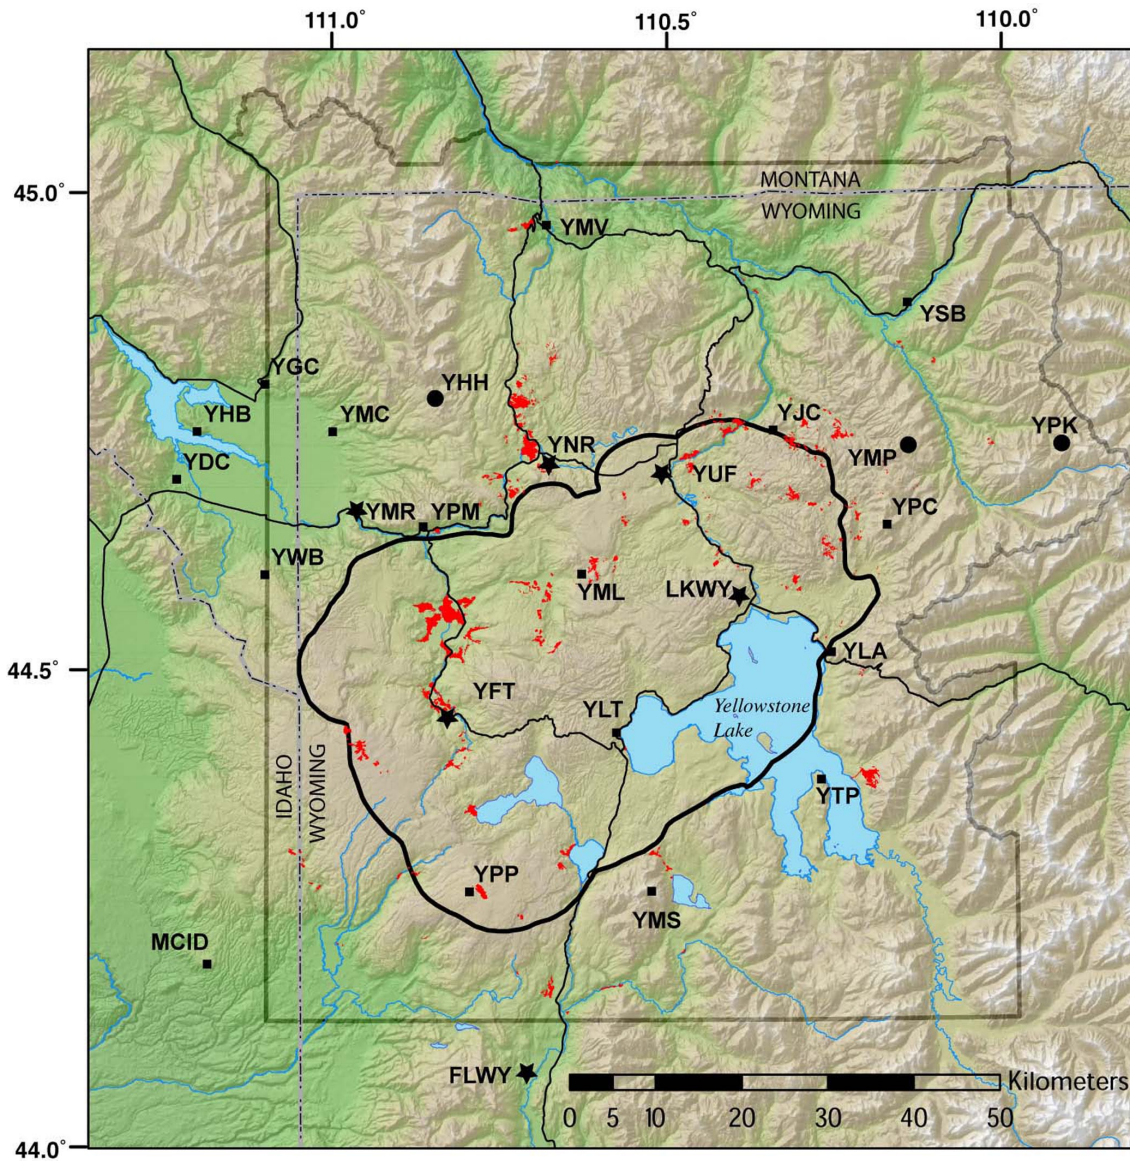 111.0°
110.5°
110.0°
45.0°
MONTANA
WYOMING
YMV
YSB
YGC
YHH
YHB
YMC
YJC
YPK
YDC
YNR
YMP
YUF
YMR
YPM
YPC
YWB
YML
LKWY
YLA
44.5°
YFT
YLT
Yellowstone
Lake
IDAHO
WYOMING
YTP
YPP
YMS
MCID
FLWY
Kilometers
0 5 10 20 30 40 50
44.0°